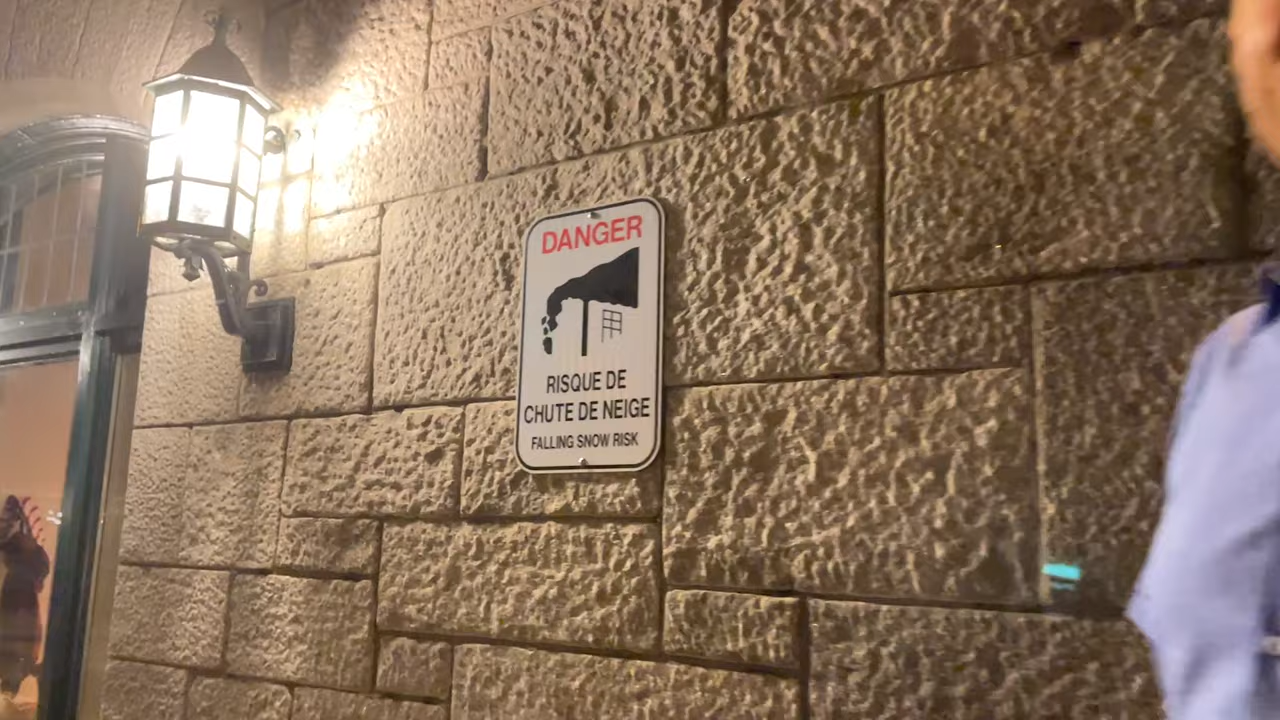 DANGER
RISQUE DE
CHUTE DE NEIGE
FALLING SNOW RISK